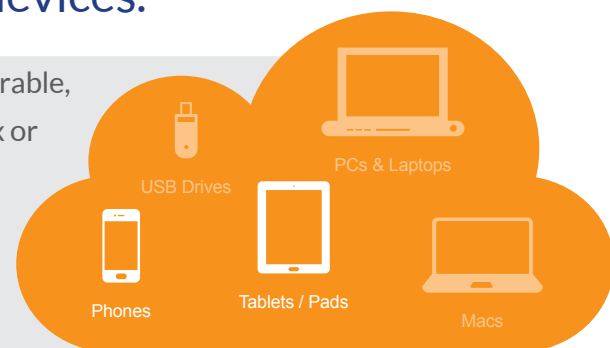 devices.
rable,
x or
PCs & Laptops
USB Drives
Phones
Tablets / Pads
Macs